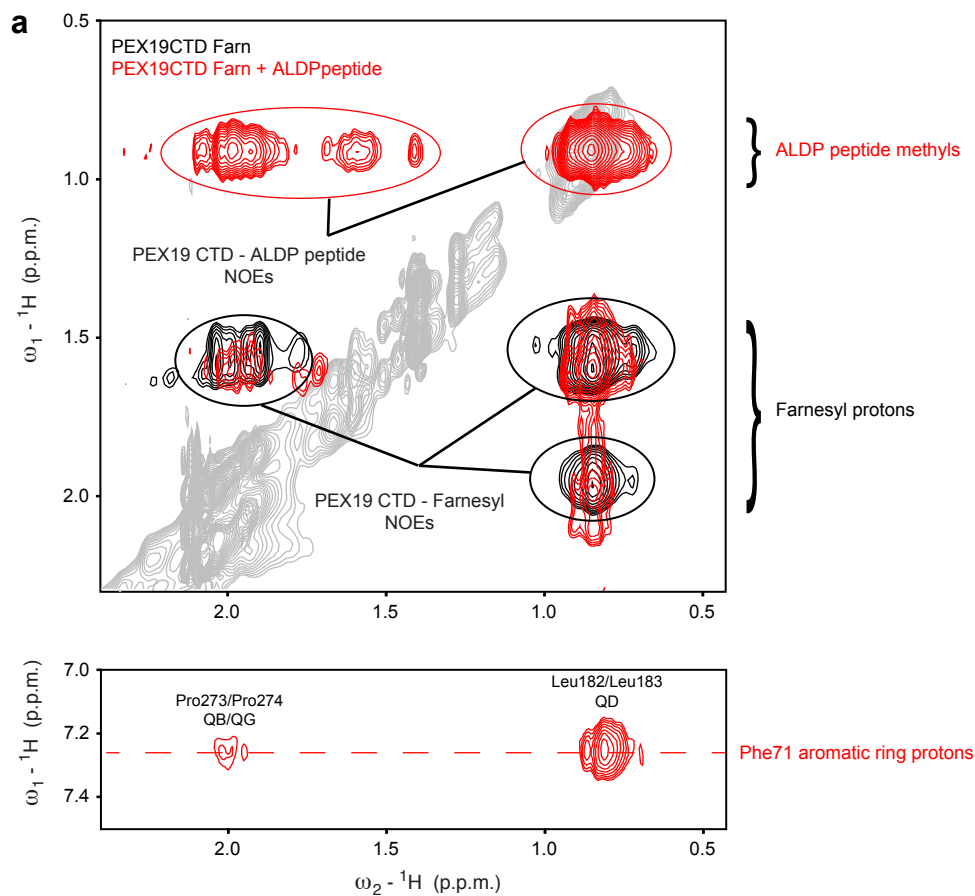 a
PEX19CTD Farn
PEX19CTD Farn + ALDPpeptide
0.5
1.0
1.5
2.0
ω1 - 1H (p.p.m.)
ALDP peptide methyls
PEX19 CTD - ALDP peptide
NOEs
Farnesyl protons
PEX19 CTD - Farnesyl
NOEs
2.0 1.5 1.0 0.5
7.0
7.2
7.4
ω1 - 1H (p.p.m.)
Pro273/Pro274
QB/QG
Leu182/Leu183
QD
Phe71 aromatic ring protons
2.0 1.5 1.0 0.5
ω2 - 1H (p.p.m.)